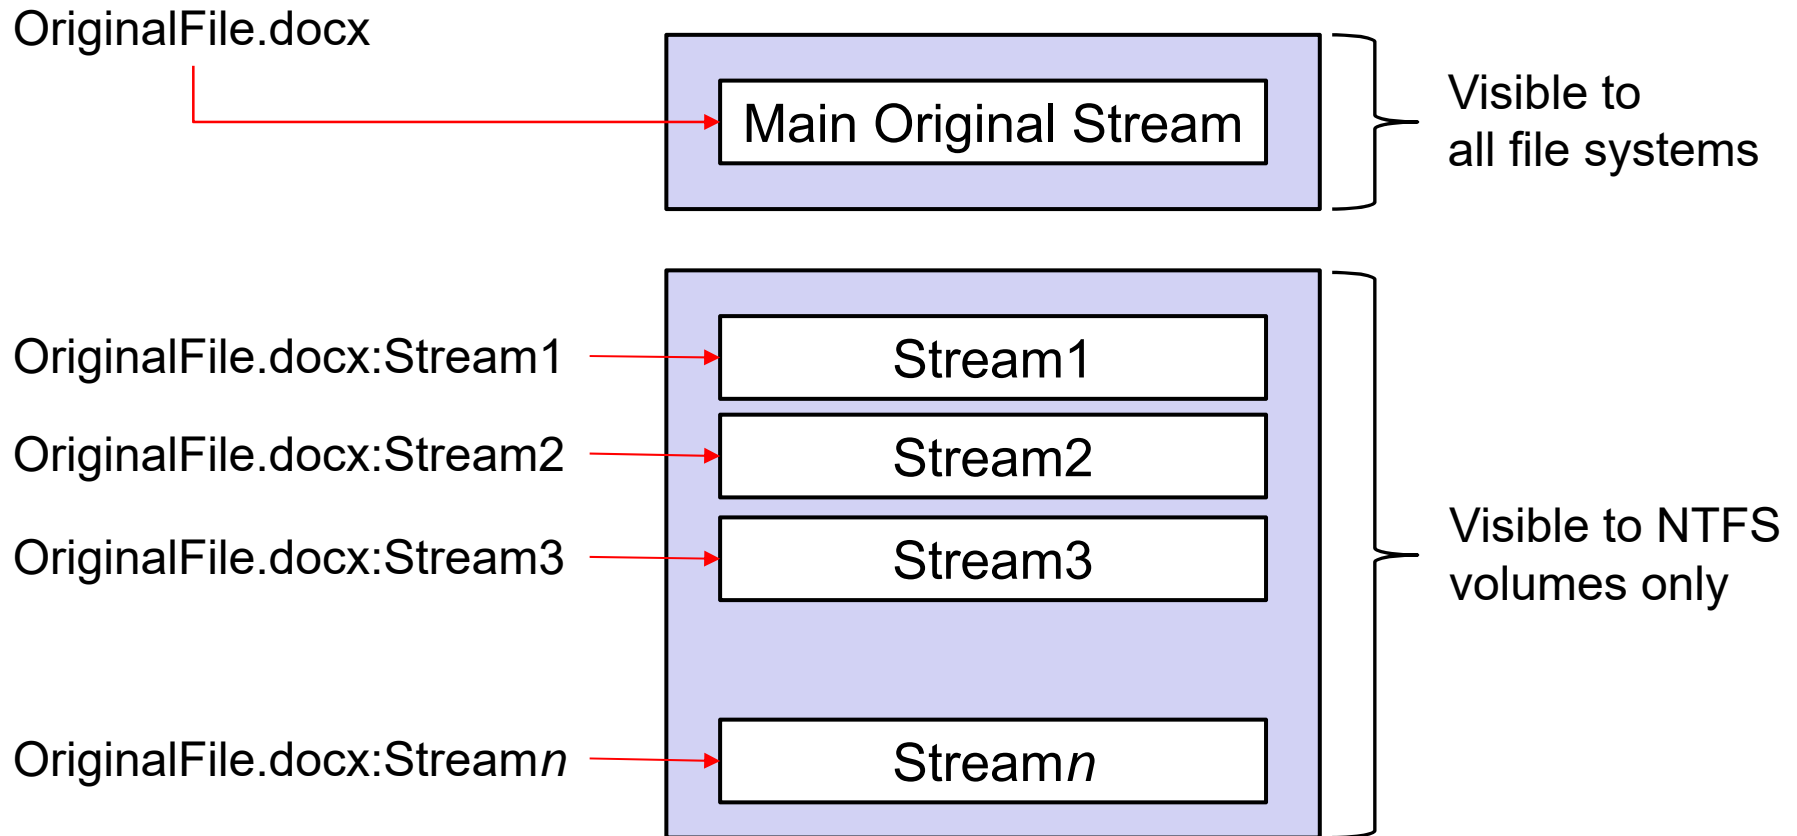 OriginalFile.docx
Main Original Stream
Visible to
all file systems
OriginalFile.docx:Stream1
Stream1
OriginalFile.docx:Stream2
Stream2
OriginalFile.docx:Stream3
Stream3
Visible to NTFS
volumes only
OriginalFile.docx:Streamn
Streamn